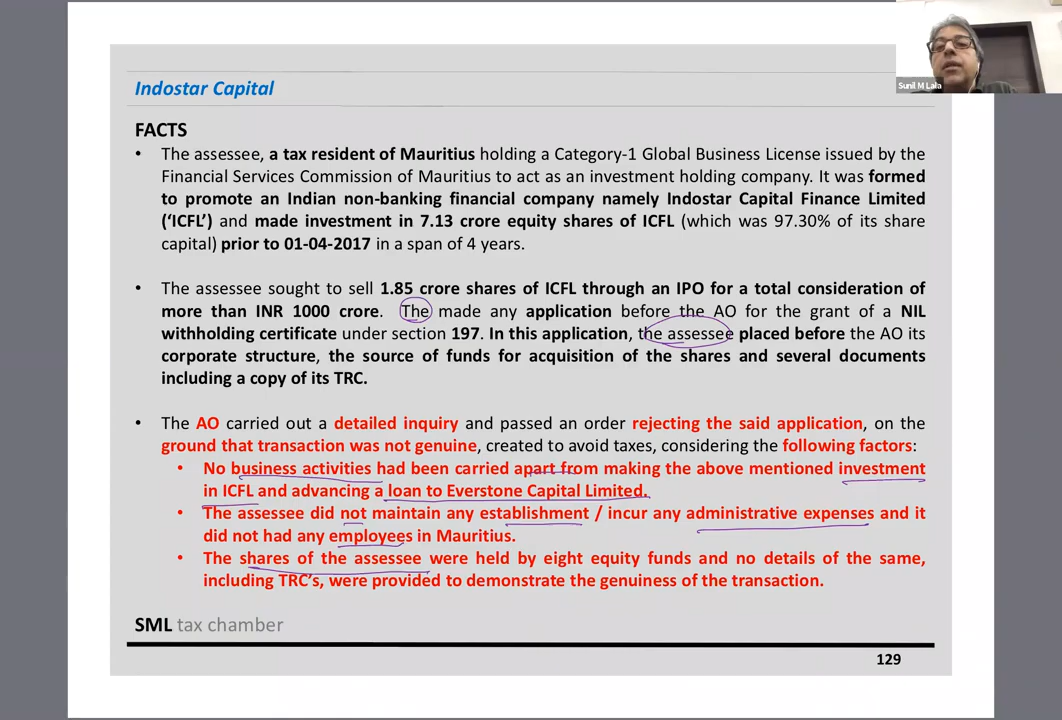 Sunil M Lala
Indostar Capital
FACTS
• The assessee, a tax resident of Mauritius holding a Category-1 Global Business License issued by the
Financial Services Commission of Mauritius to act as an investment holding company. It was formed
to promote an Indian non-banking financial company namely Indostar Capital Finance Limited
(‘ICFL’) and made investment in 7.13 crore equity shares of ICFL (which was 97.30% of its share
capital) prior to 01-04-2017 in a span of 4 years.
• The assessee sought to sell 1.85 crore shares of ICFL through an IPO for a total consideration of
more than INR 1000 crore. The made any application before the AO for the grant of a NIL
withholding certificate under section 197. In this application, the assessee placed before the AO its
corporate structure, the source of funds for acquisition of the shares and several documents
including a copy of its TRC.
• The AO carried out a detailed inquiry and passed an order rejecting the said application, on the
ground that transaction was not genuine, created to avoid taxes, considering the following factors:
• No business activities had been carried apart from making the above mentioned investment
in ICFL and advancing a loan to Everstone Capital Limited.
• The assessee did not maintain any establishment / incur any administrative expenses and it
did not had any employees in Mauritius.
• The shares of the assessee were held by eight equity funds and no details of the same,
including TRC’s, were provided to demonstrate the genuiness of the transaction.
SML tax chamber
129